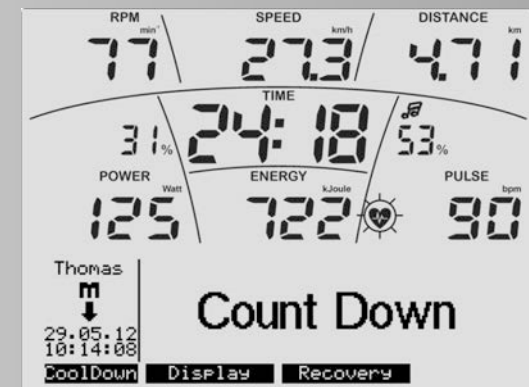 RPM SPEED DISTANCE
min⁻¹ km/h km
77 27.3 4.71
TIME
31% 24:18 53%
POWER ENERGY PULSE
Watt kJoule bpm
125 722 90
Thomas
m
29.05.12
10:14:08
Count Down
CoolDown Display Recovery